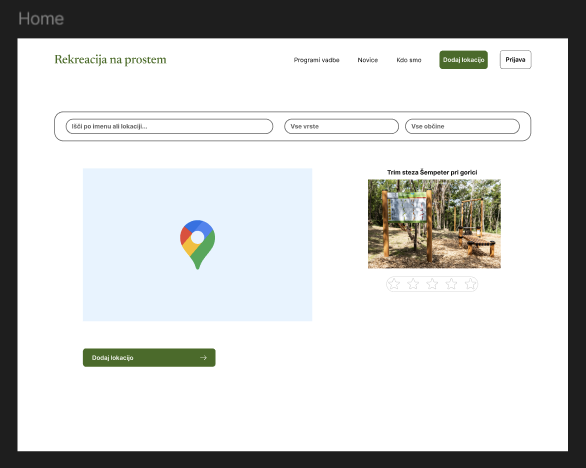 Home
Rekreacija na prostem
Programi vadbe
Novice
Kdo smo
Dodaj lokacijo
Prijava
Išči po imenu ali lokaciji...
Vse vrste
Vse občine
Trim steza Šempeter pri gorici
Dodaj lokacijo